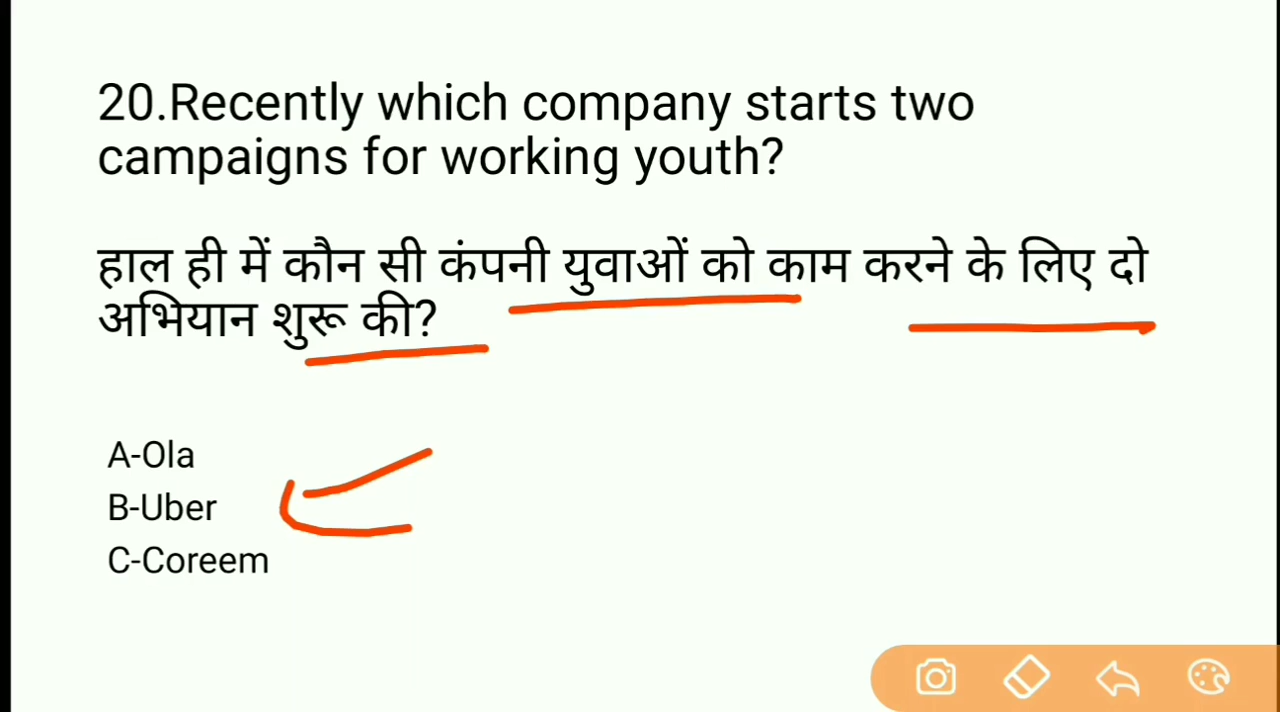 20.Recently which company starts two
campaigns for working youth?
हाल ही में कौन सी कंपनी युवाओं को काम करने के लिए दो
अभियान शुरू की?
A-Ola
B-Uber
C-Coreem